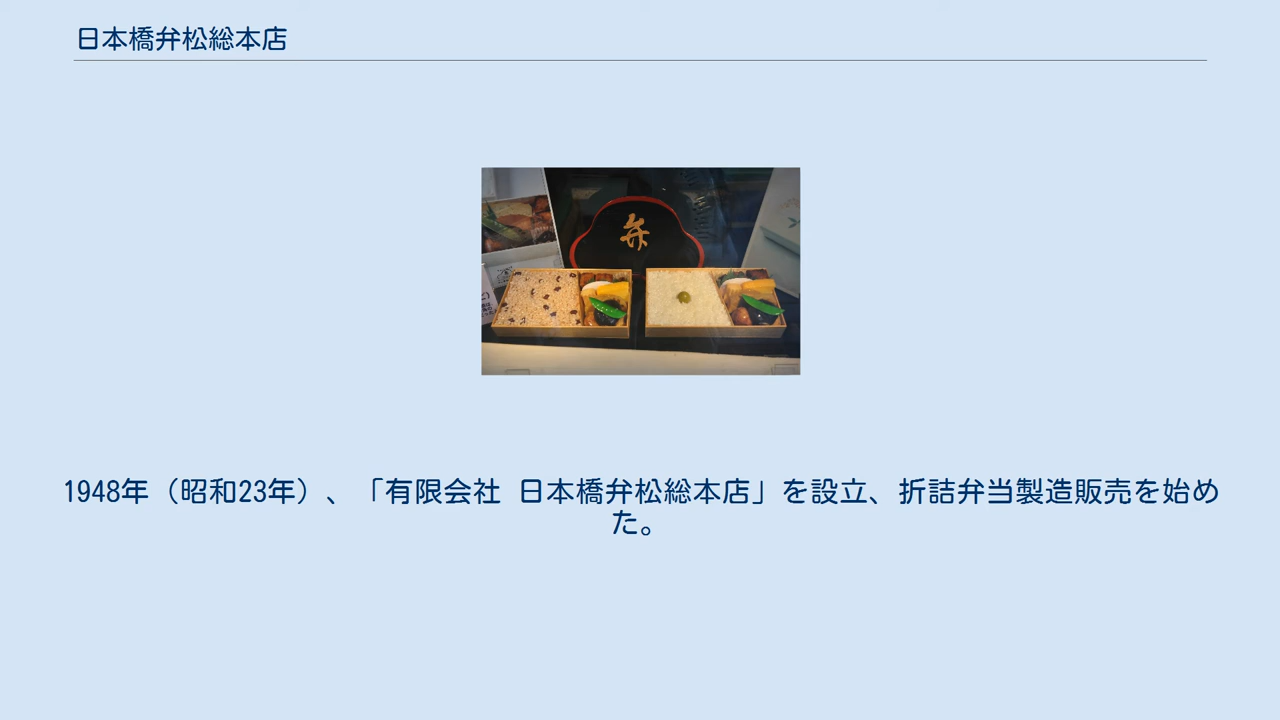 日本橋弁松総本店
弁
1948年（昭和23年）、「有限会社 日本橋弁松総本店」を設立、折詰弁当製造販売を始め
た。